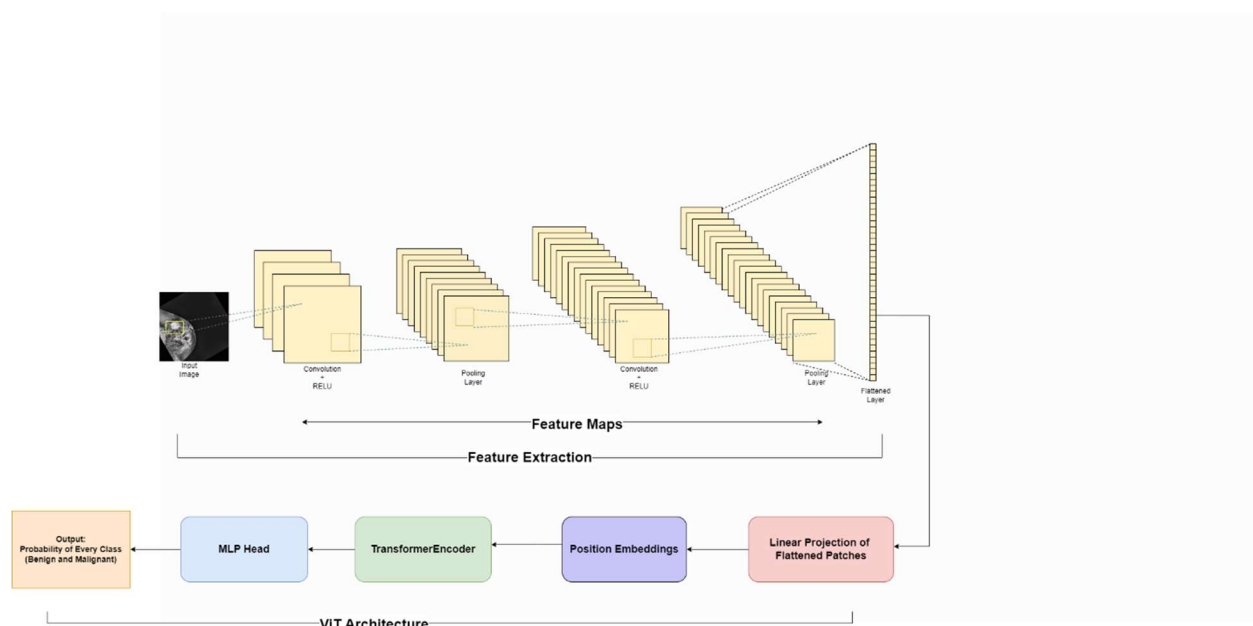 Input
Image
Convolution
+
RELU
Pooling
Layer
Convolution
+
RELU
Pooling
Layer
Flattened
Layer
Feature Maps
Feature Extraction
Output:
Probability of Every Class
(Benign and Malignant)
MLP Head
TransformerEncoder
Position Embeddings
Linear Projection of
Flattened Patches
ViT Architecture